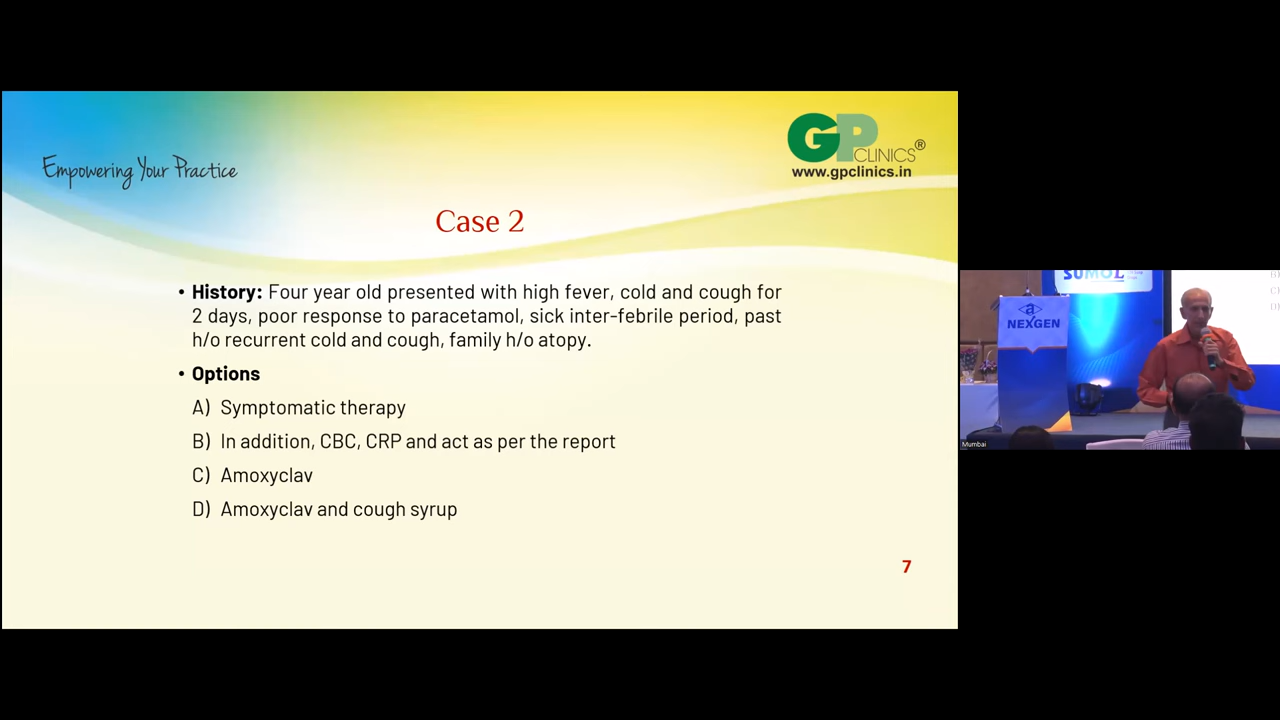 Empowering Your Practice
GP
CLINICS®
www.gpclinics.in
Case 2
• History: Four year old presented with high fever, cold and cough for
2 days, poor response to paracetamol, sick inter-febrile period, past
h/o recurrent cold and cough, family h/o atopy.
• Options
A) Symptomatic therapy
B) In addition, CBC, CRP and act as per the report
C) Amoxyclav
D) Amoxyclav and cough syrup
7
SUMOL
a
NEXGEN
Mumbai